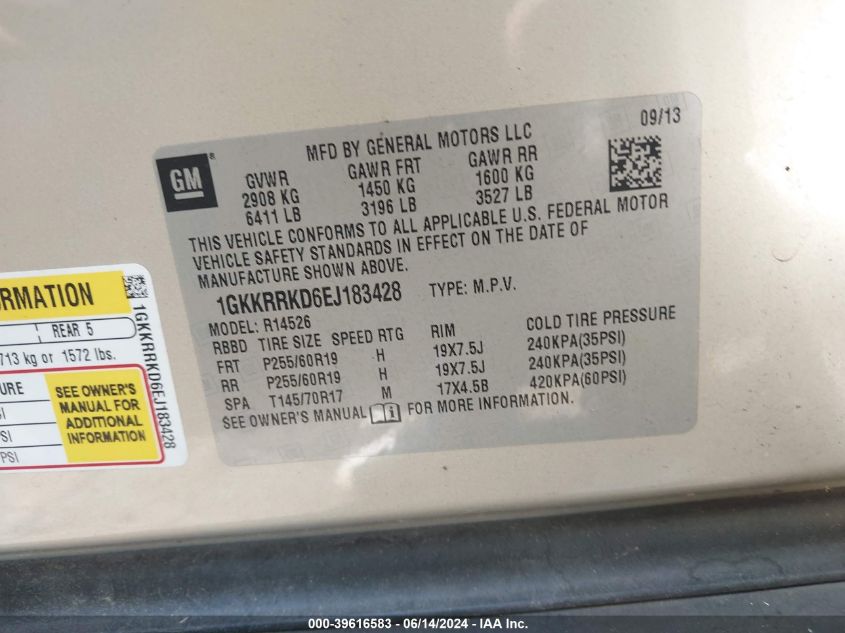 09/13
MFD BY GENERAL MOTORS LLC
GM®
GVWR GAWR FRT GAWR RR
2908 KG 1450 KG 1600 KG
6411 LB 3196 LB 3527 LB
THIS VEHICLE CONFORMS TO ALL APPLICABLE U.S. FEDERAL MOTOR
VEHICLE SAFETY STANDARDS IN EFFECT ON THE DATE OF
MANUFACTURE SHOWN ABOVE.
1GKKRRKD6EJ183428 TYPE: M.P.V.
MODEL: R14526
RBBD TIRE SIZE SPEED RTG RIM COLD TIRE PRESSURE
FRT P255/60R19 H 19X7.5J 240KPA(35PSI)
RR P255/60R19 H 19X7.5J 240KPA(35PSI)
SPA T145/70R17 M 17X4.5B 420KPA(60PSI)
SEE OWNER'S MANUAL FOR MORE INFORMATION.
REAR 5
713 kg or 1572 lbs.
SEE OWNER'S
MANUAL FOR
ADDITIONAL
INFORMATION
PSI
1GKKRRKD6EJ183428
000-39616583 - 06/14/2024 - IAA Inc.